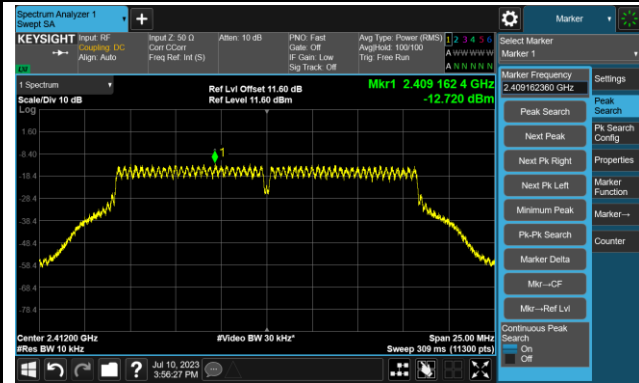 Spectrum Analyzer 1
Swept SA
Marker
KEYSIGHT
Input: RF
Coupling: DC
Align: Auto
Input Z: 50 Ω
Corr CCorr
Freq Ref: Int (S)
Atten: 10 dB
PNO: Fast
Gate: Off
IF Gain: Low
Sig Track: Off
Avg Type: Power (RMS)
Avg|Hold: 100/100
Trig: Free Run
1 2 3 4 5 6
A W W W W W
A N N N N N
Select Marker
Marker 1
1 Spectrum
Scale/Div 10 dB
Log
Ref Lvl Offset 11.60 dB
Ref Level 11.60 dBm
Mkr1 2.409 162 4 GHz
-12.720 dBm
1
1.60
-8.40
-18.4
-28.4
-38.4
-48.4
-58.4
-68.4
-78.4
Center 2.41200 GHz
#Res BW 10 kHz
#Video BW 30 kHz*
Span 25.00 MHz
Sweep 309 ms (11300 pts)
Marker Frequency
2.409162360 GHz
Peak Search
Next Peak
Next Pk Right
Next Pk Left
Minimum Peak
Pk-Pk Search
Marker Delta
Mkr→CF
Mkr→Ref Lvl
Continuous Peak
Search
On
Off
Settings
Peak
Search
Pk Search
Config
Properties
Marker
Function
Marker→
Counter
Jul 10, 2023
3:56:27 PM